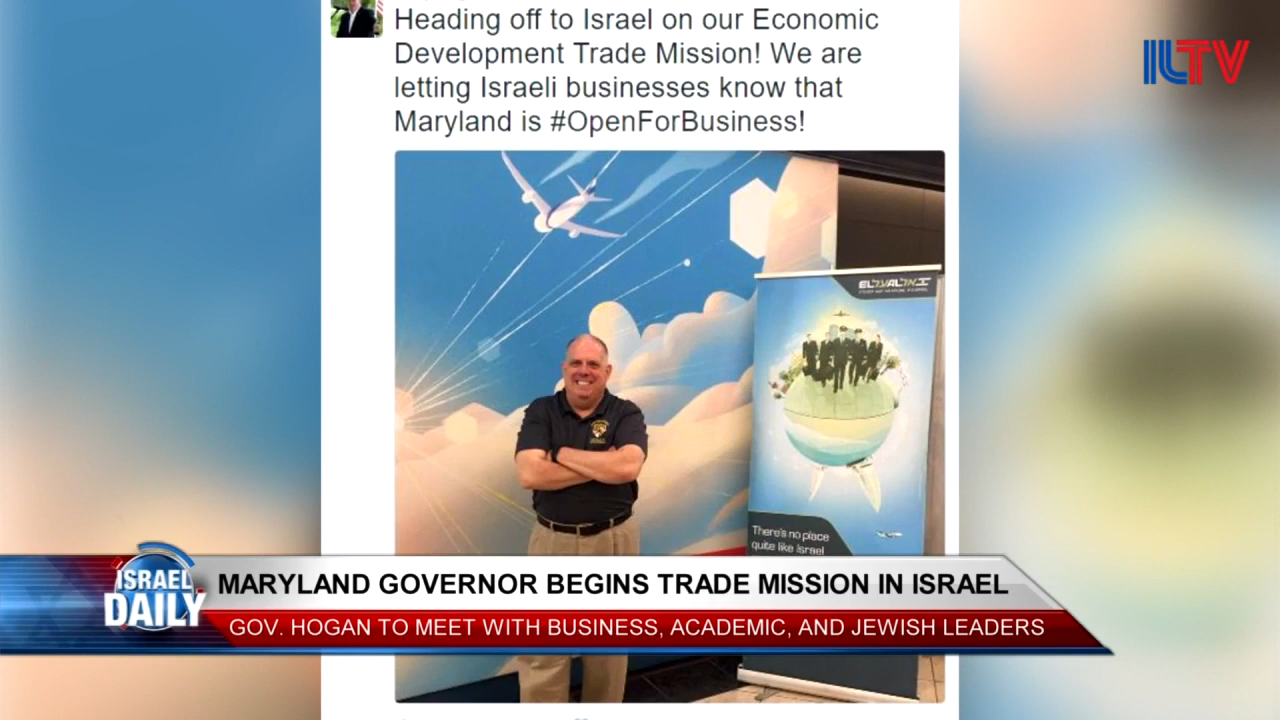 Heading off to Israel on our Economic
Development Trade Mission! We are
letting Israeli businesses know that
Maryland is #OpenForBusiness!
ILTV
EL אל על AL
There's no place
quite like Israel
ISRAEL
DAILY
MARYLAND GOVERNOR BEGINS TRADE MISSION IN ISRAEL
GOV. HOGAN TO MEET WITH BUSINESS, ACADEMIC, AND JEWISH LEADERS